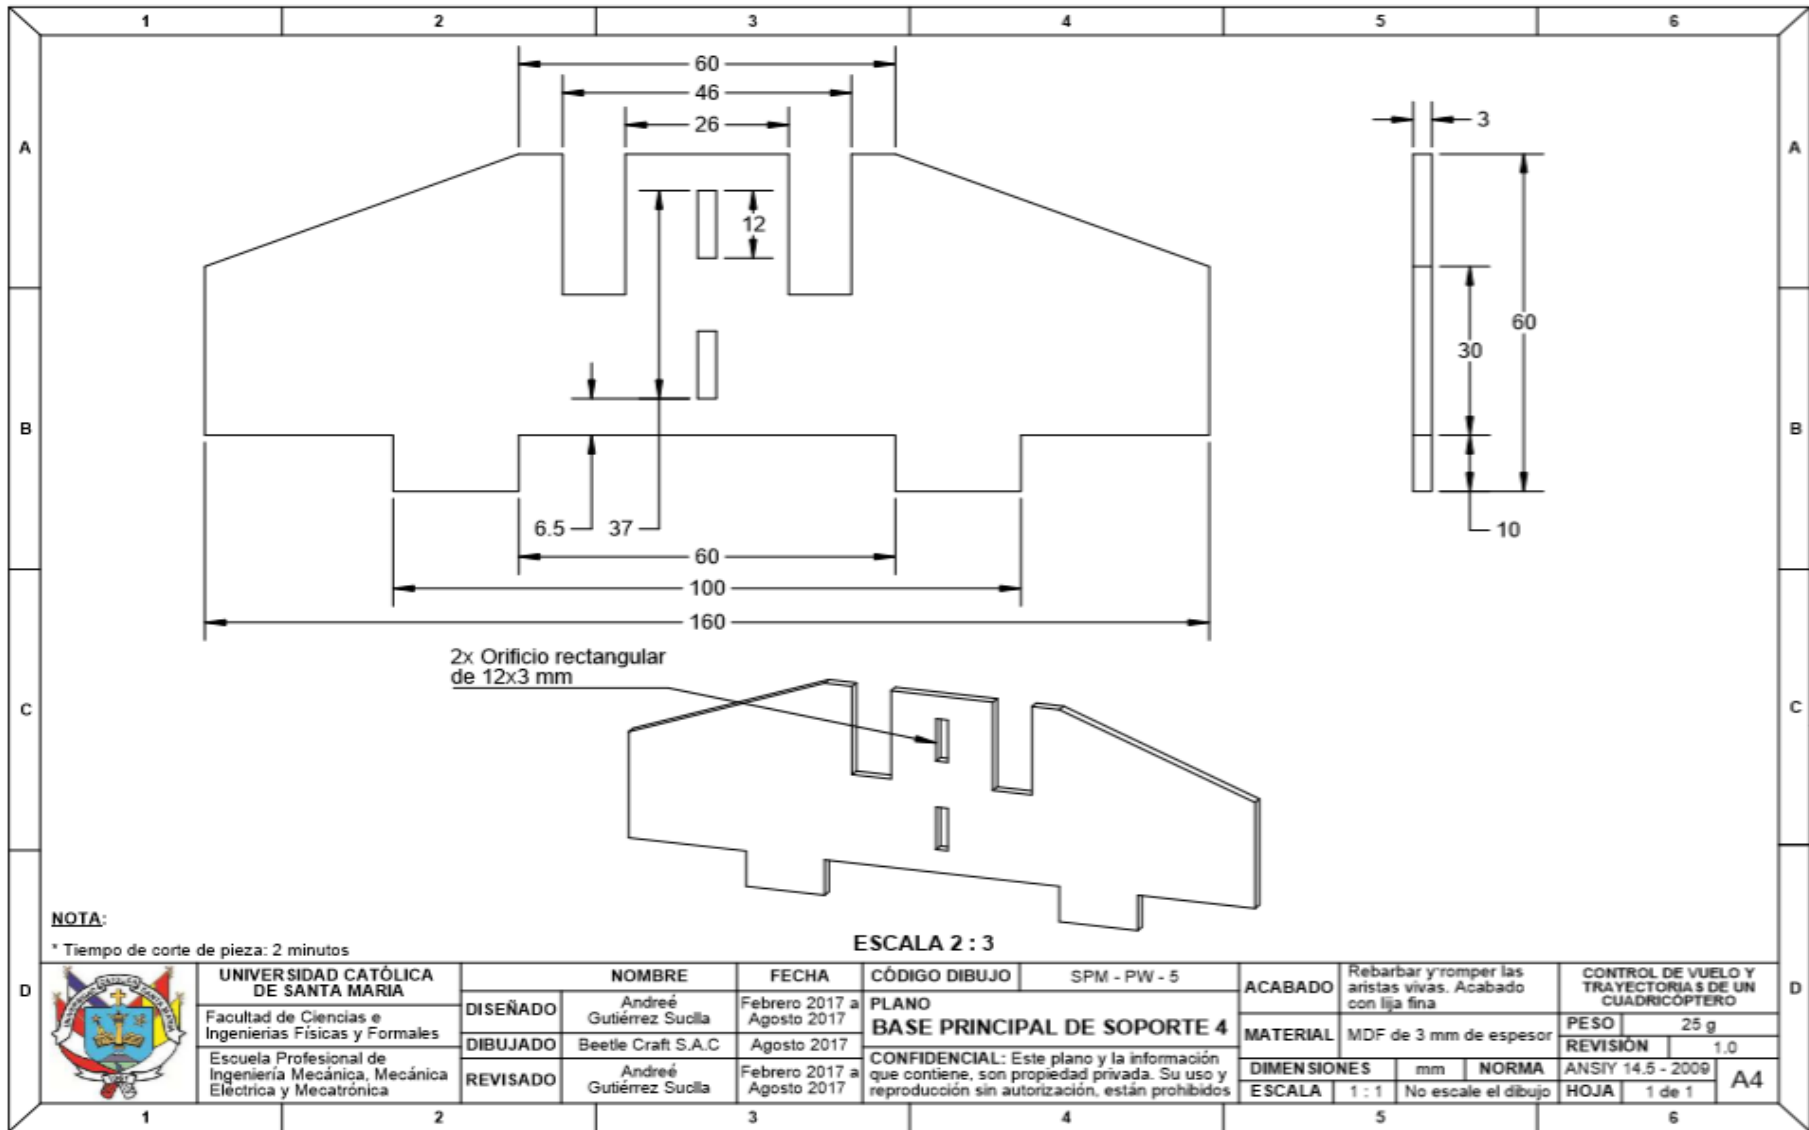 1 2 3 4 5 6
A
B
C
D
A
B
C
D
60
46
26
12
6.5
37
60
100
160
3
60
30
10
2x Orificio rectangular
de 12x3 mm
ESCALA 2 : 3
NOTA:
* Tiempo de corte de pieza: 2 minutos
UNIVERSIDAD CATÓLICA
DE SANTA MARIA
Facultad de Ciencias e
Ingenierias Físicas y Formales
Escuela Profesional de
Ingeniería Mecánica, Mecánica
Eléctrica y Mecatrónica
NOMBRE FECHA
DISEÑADO
Andreé
Gutiérrez Suclla
Febrero 2017 a
Agosto 2017
DIBUJADO Beetle Craft S.A.C Agosto 2017
REVISADO
Andreé
Gutiérrez Suclla
Febrero 2017 a
Agosto 2017
CÓDIGO DIBUJO SPM - PW - 5
PLANO
BASE PRINCIPAL DE SOPORTE 4
CONFIDENCIAL: Este plano y la información
que contiene, son propiedad privada. Su uso y
reproducción sin autorización, están prohibidos
ACABADO
Rebarbar y romper las
aristas vivas. Acabado
con lija fina
MATERIAL MDF de 3 mm de espesor
DIMENSIONES mm NORMA ANSIY 14.5 - 2009
ESCALA 1 : 1 No escale el dibujo HOJA 1 de 1
CONTROL DE VUELO Y
TRAYECTORIAS DE UN
CUADRICÓPTERO
PESO 25 g
REVISIÓN 1.0
A4
1 2 3 4 5 6